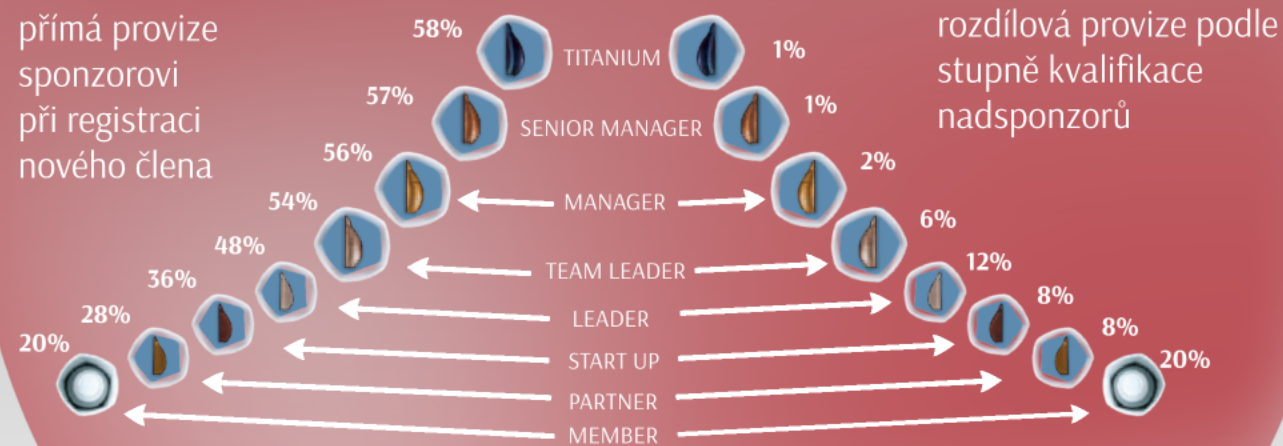 přímá provize
sponzorovi
při registraci
nového člena
rozdílová provize podle
stupně kvalifikace
nadsponzorů
58% TITANIUM 1%
57% SENIOR MANAGER 1%
56% MANAGER 2%
54% TEAM LEADER 6%
48% LEADER 12%
36% START UP 8%
28% PARTNER 8%
20% MEMBER 20%